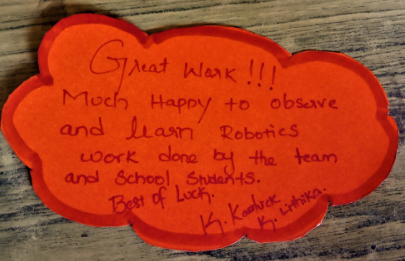 Great Work !!!
Much Happy to observe
and learn Robotics
work done by the team
and School Students.
Best of Luck.
K. Kaushik
K. Lithika.